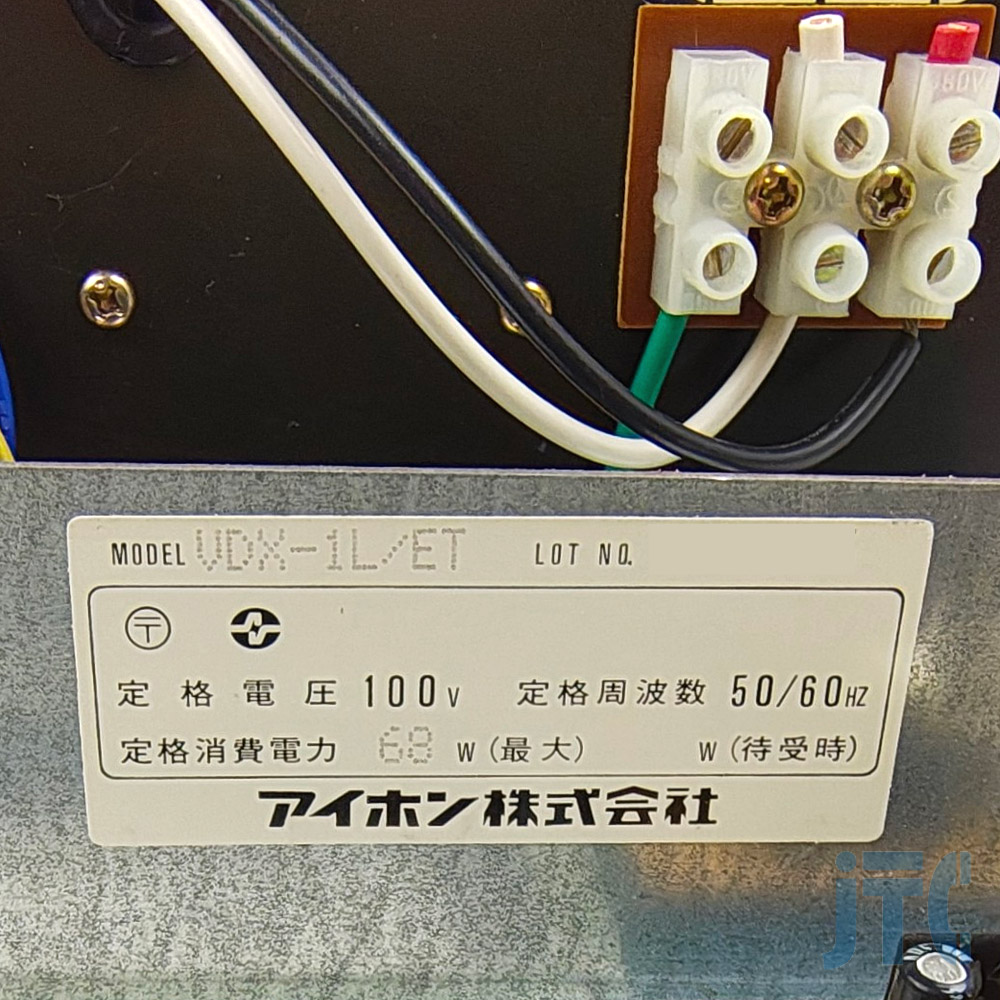 MODEL VDX-1L/ET LOT NO.
〒
定格電圧 100V 定格周波数 50/60HZ
定格消費電力 68 W (最大) W (待受時)
アイホン株式会社
JTC